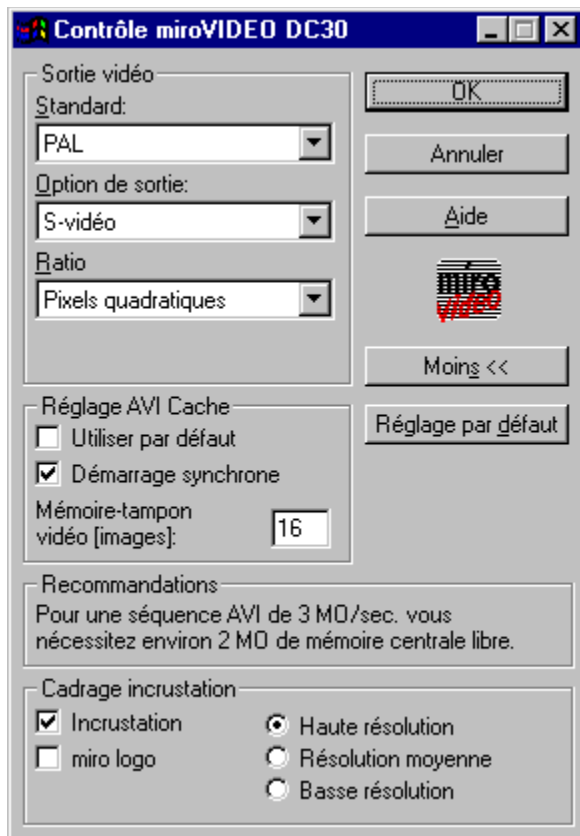 Contrôle miroVIDEO DC30
Sortie vidéo
Standard:
PAL
Option de sortie:
S-vidéo
Ratio
Pixels quadratiques
OK
Annuler
Aide
miro
video
Moins <<
Réglage par défaut
Réglage AVI Cache
Utiliser par défaut
Démarrage synchrone
Mémoire-tampon
vidéo [images]:
16
Recommandations
Pour une séquence AVI de 3 MO/sec. vous
nécessitez environ 2 MO de mémoire centrale libre.
Cadrage incrustation
Incrustation
miro logo
Haute résolution
Résolution moyenne
Basse résolution